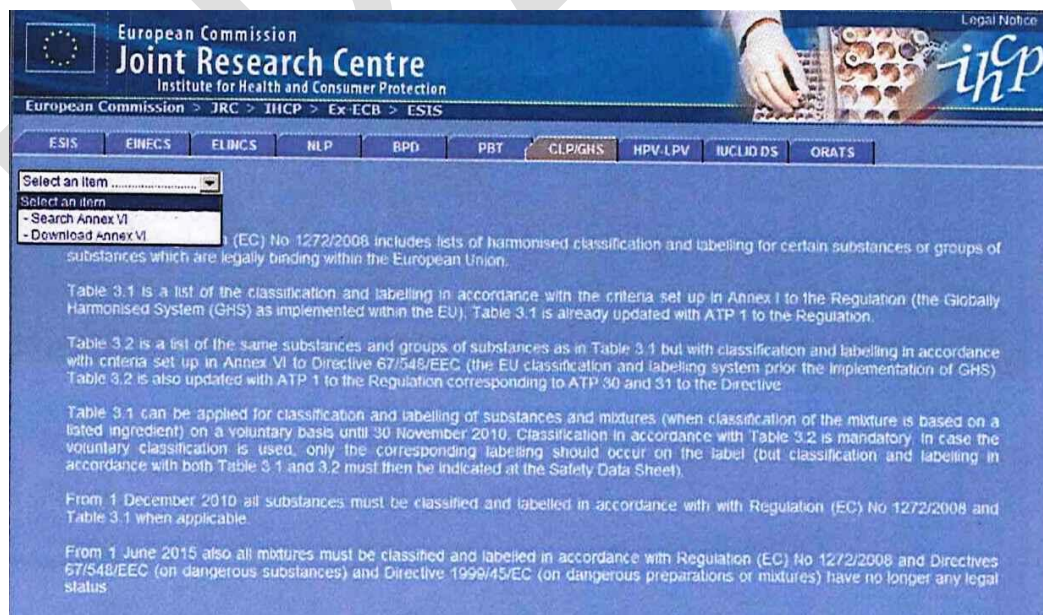 Legal Notice
European Commission
Joint Research Centre
Institute for Health and Consumer Protection
ihcp
European Commission > JRC > IHCP > Ex-ECB > ESIS
ESIS EINECS ELINCS NLP BPD PBT CLP/GHS HPV-LPV IUCLID DS ORATS
Select an item ............................
Select an item
- Search Annex VI
- Download Annex VI
(EC) No 1272/2008 includes lists of harmonised classification and labelling for certain substances or groups of
substances which are legally binding within the European Union.
Table 3.1 is a list of the classification and labelling in accordance with the criteria set up in Annex I to the Regulation (the Globally
Harmonised System (GHS) as implemented within the EU). Table 3.1 is already updated with ATP 1 to the Regulation.
Table 3.2 is a list of the same substances and groups of substances as in Table 3.1 but with classification and labelling in accordance
with criteria set up in Annex VI to Directive 67/548/EEC (the EU classification and labelling system prior the implementation of GHS)
Table 3.2 is also updated with ATP 1 to the Regulation corresponding to ATP 30 and 31 to the Directive
Table 3.1 can be applied for classification and labelling of substances and mixtures (when classification of the mixture is based on a
listed ingredient) on a voluntary basis until 30 November 2010. Classification in accordance with Table 3.2 is mandatory. In case the
voluntary classification is used, only the corresponding labelling should occur on the label (but classification and labelling in
accordance with both Table 3.1 and 3.2 must then be indicated at the Safety Data Sheet).
From 1 December 2010 all substances must be classified and labelled in accordance with with Regulation (EC) No 1272/2008 and
Table 3.1 when applicable.
From 1 June 2015 also all mixtures must be classified and labelled in accordance with Regulation (EC) No 1272/2008 and Directives
67/548/EEC (on dangerous substances) and Directive 1999/45/EC (on dangerous preparations or mixtures) have no longer any legal
status